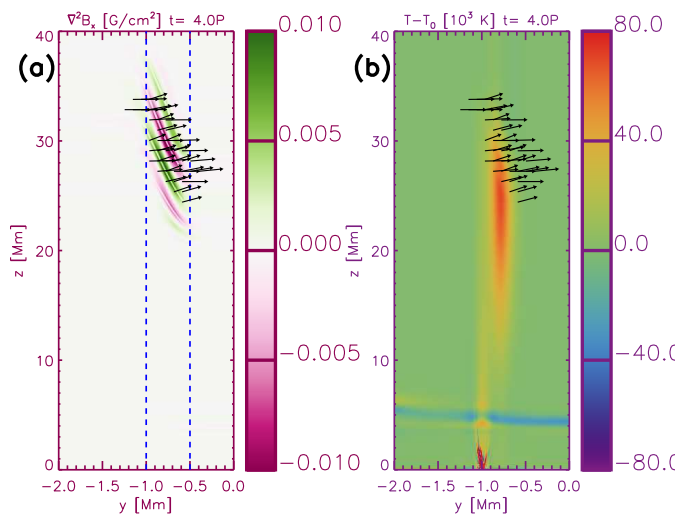 ∇²Bₓ [G/cm²] t= 4.0P
T−T₀ [10³ K] t= 4.0P
(a)
(b)
40
30
20
10
0
z [Mm]
−2.0 −1.5 −1.0 −0.5 0.0
y [Mm]
0.010
0.005
0.000
−0.005
−0.010
40
30
20
10
0
z [Mm]
−2.0 −1.5 −1.0 −0.5 0.0
y [Mm]
80.0
40.0
0.0
−40.0
−80.0